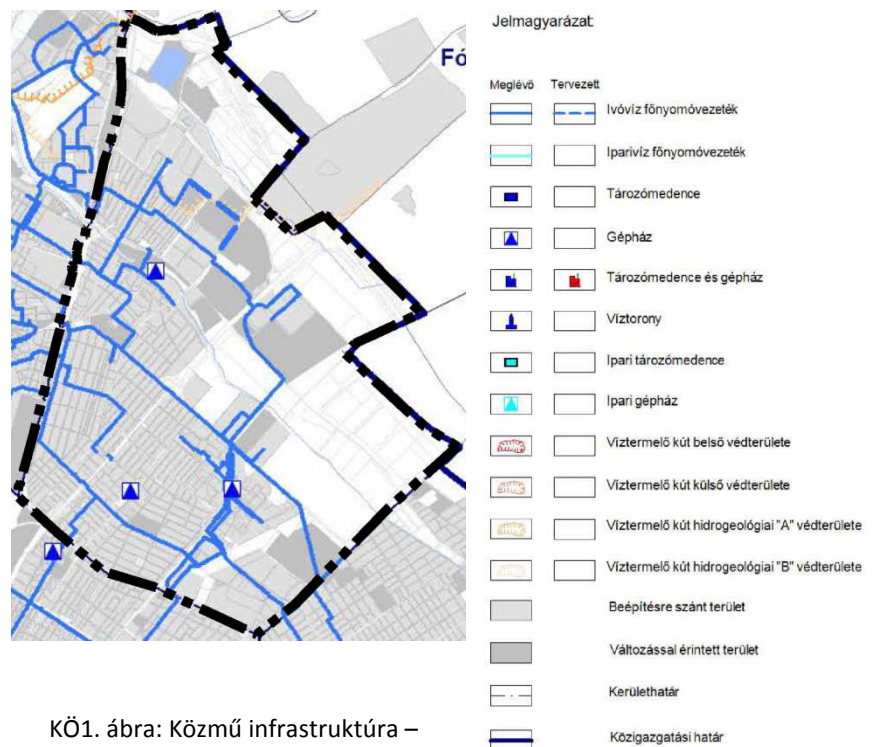 Fó
Jelmagyarázat:
Meglévő Tervezett
Ivóvíz főnyomóvezeték
Iparivíz főnyomóvezeték
Tározómedence
Gépház
Tározómedence és gépház
Víztorony
Ipari tározómedence
Ipari gépház
Víztermelő kút belső védterülete
Víztermelő kút külső védterülete
Víztermelő kút hidrogeológiai "A" védterülete
Víztermelő kút hidrogeológiai "B" védterülete
Beépítésre szánt terület
Változással érintett terület
Kerülethatár
Közigazgatási határ
KÖ1. ábra: Közmű infrastruktúra –